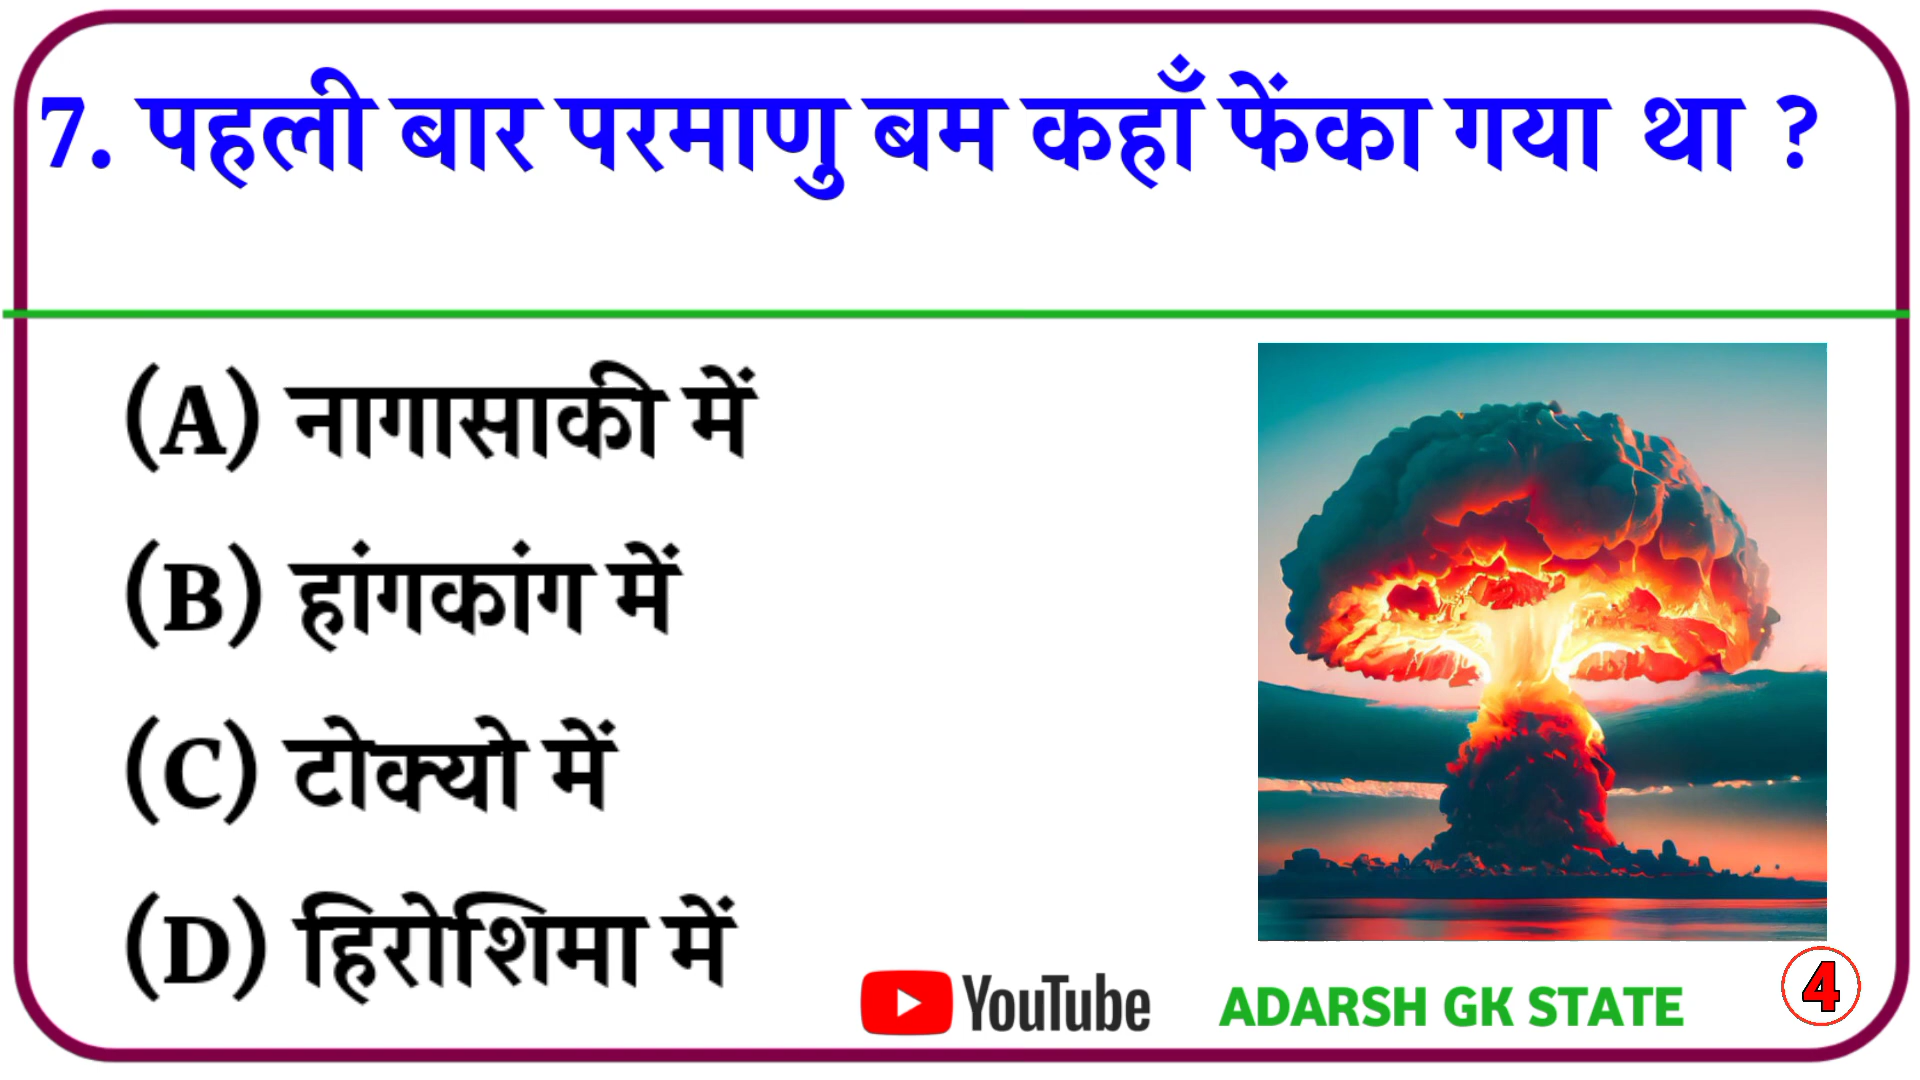 7. पहली बार परमाणु बम कहाँ फेंका गया था ?
(A) नागासाकी में
(B) हांगकांग में
(C) टोक्यो में
(D) हिरोशिमा में
YouTube
ADARSH GK STATE
4